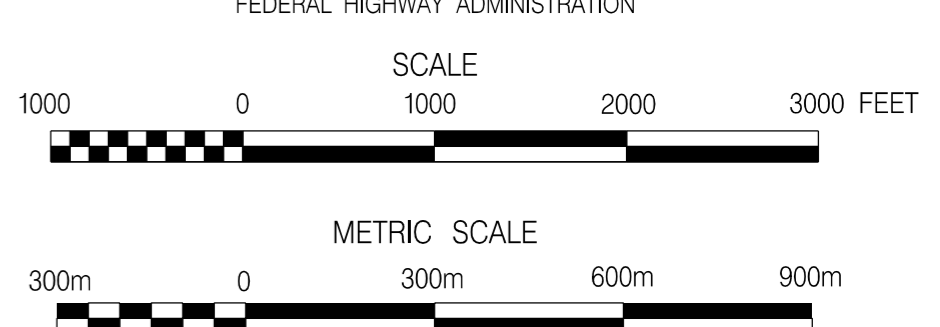 FEDERAL HIGHWAY ADMINISTRATION
SCALE
1000 0 1000 2000 3000 FEET
METRIC SCALE
300m 0 300m 600m 900m